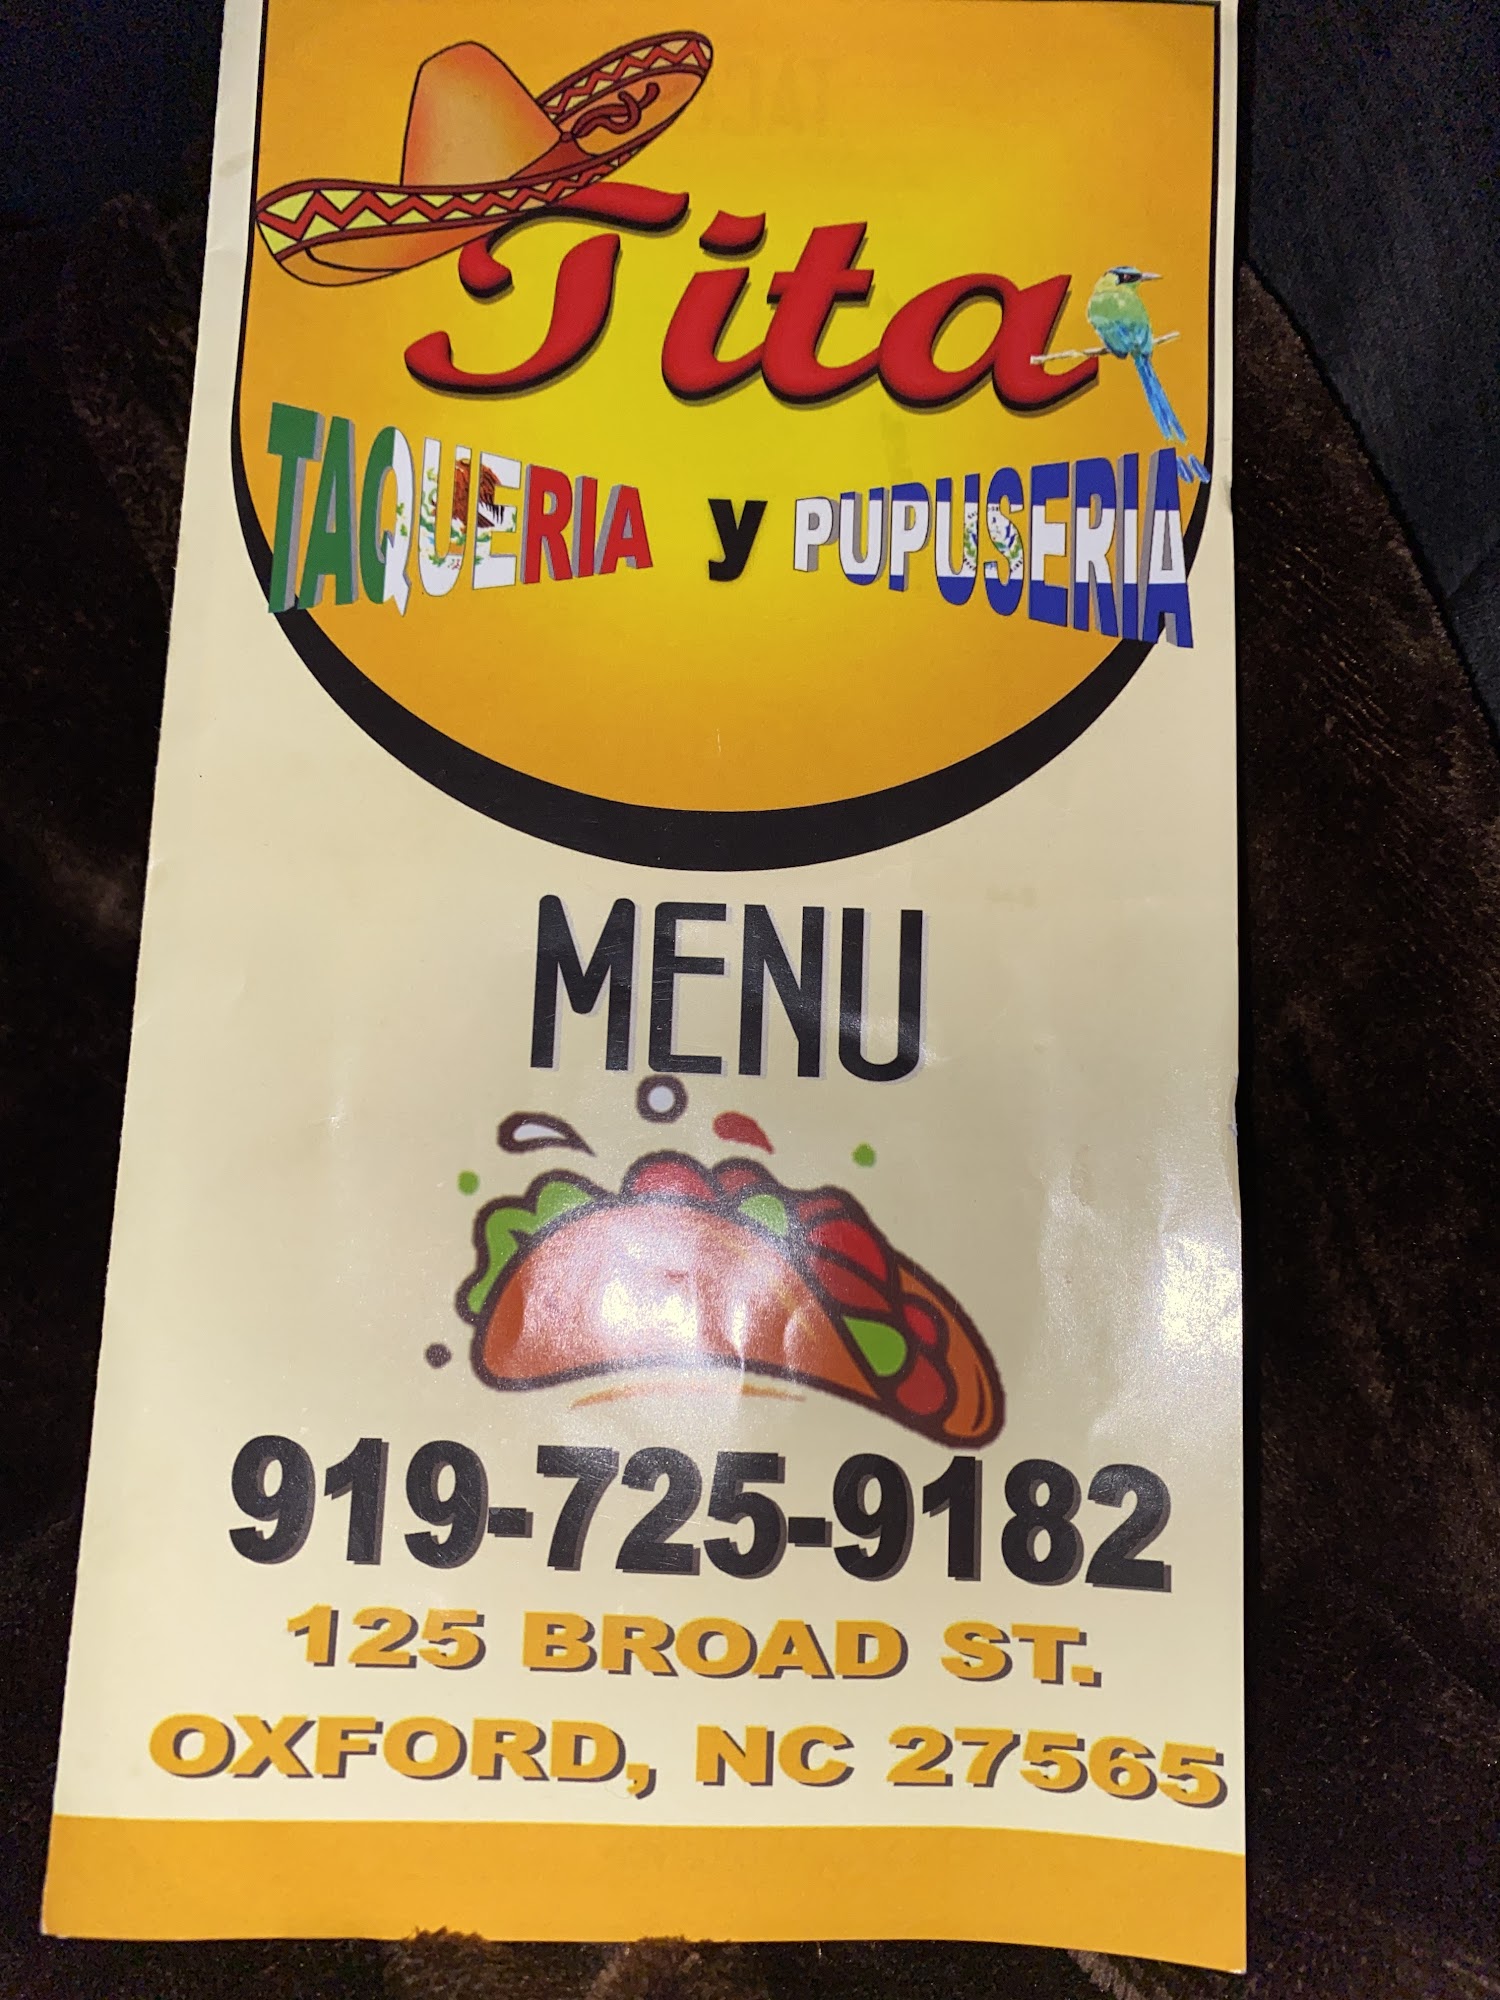 Tita
TAQUERIA y PUPUSERIA
MENU
919-725-9182
125 BROAD ST.
OXFORD, NC 27565